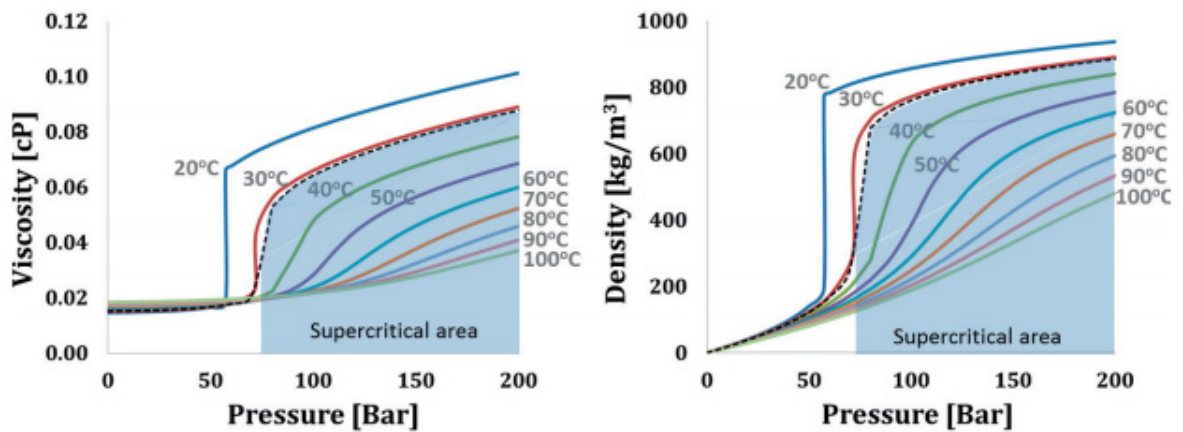 0.12
0.10
0.08
0.06
0.04
0.02
0.00
Viscosity [cP]
20°C
30°C
40°C
50°C
60°C
70°C
80°C
90°C
100°C
Supercritical area
0
50
100
150
200
Pressure [Bar]
1000
800
600
400
200
0
Density [kg/m³]
20°C
30°C
40°C
50°C
60°C
70°C
80°C
90°C
100°C
Supercritical area
0
50
100
150
200
Pressure [Bar]